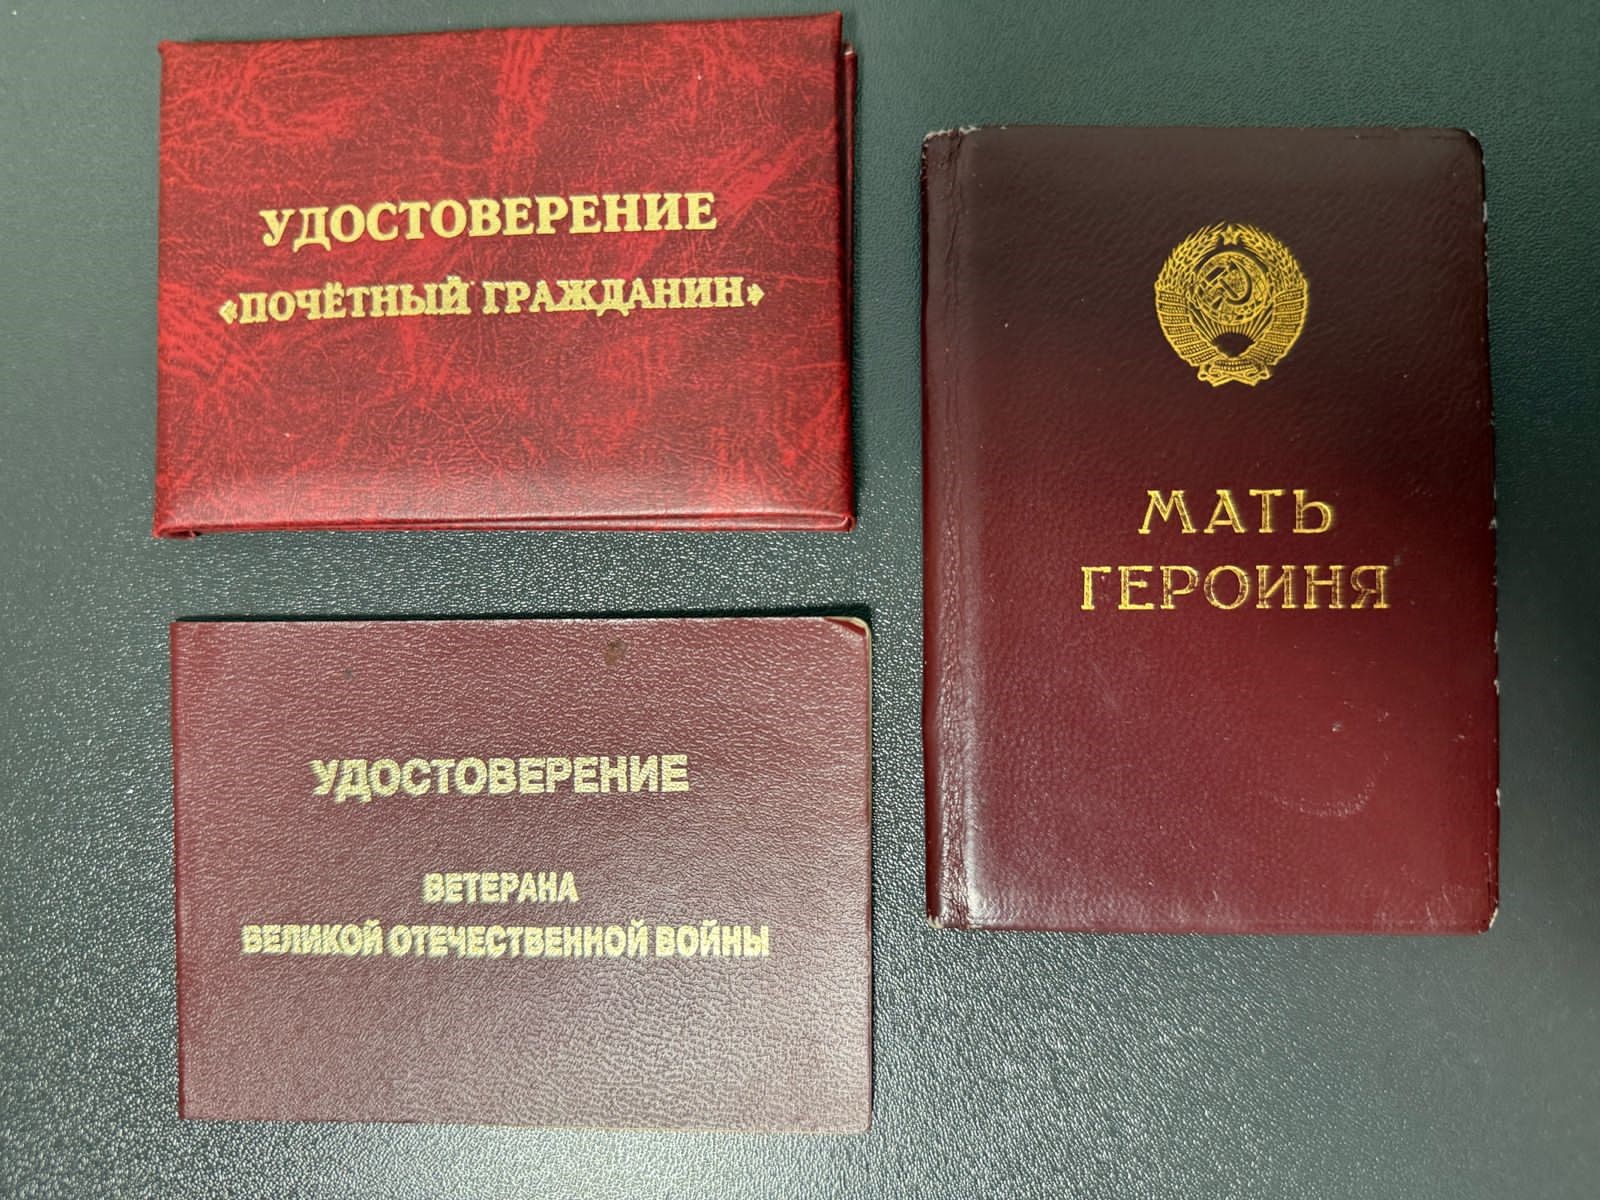 УДОСТОВЕРЕНИЕ
«ПОЧЁТНЫЙ ГРАЖДАНИН»
МАТЬ
ГЕРОИНЯ
УДОСТОВЕРЕНИЕ
ВЕТЕРАНА
ВЕЛИКОЙ ОТЕЧЕСТВЕННОЙ ВОЙНЫ